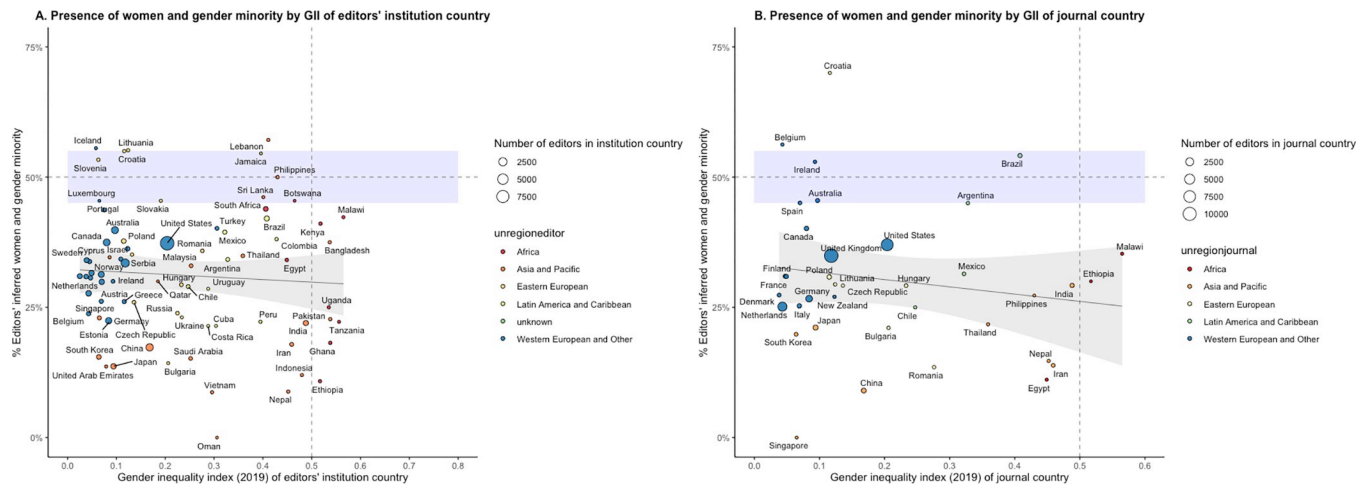 A. Presence of women and gender minority by GII of editors' institution country
% Editors' inferred women and gender minority
75%
50%
25%
0%
Iceland
Lithuania
Croatia
Slovenia
Lebanon
Jamaica
Philippines
Luxembourg
Sri Lanka
Botswana
Portugal
Slovakia
South Africa
Malawi
Australia
United States
Turkey
Brazil
Kenya
Canada
Poland
Mexico
Colombia
Bangladesh
Sweden
Cyprus
Israel
Romania
Serbia
Malaysia
Thailand
Argentina
Egypt
Norway
Ireland
Hungary
Uruguay
Netherlands
Qatar
Chile
Austria
Greece
Uganda
Singapore
Russia
Peru
Pakistan
Belgium
Germany
Cuba
India
Estonia
Ukraine
Costa Rica
Tanzania
Czech Republic
South Korea
China
Saudi Arabia
Iran
Ghana
Japan
United Arab Emirates
Bulgaria
Indonesia
Vietnam
Ethiopia
Nepal
Oman
0.0 0.1 0.2 0.3 0.4 0.5 0.6 0.7 0.8
Gender inequality index (2019) of editors' institution country
Number of editors in institution country
2500
5000
7500
unregioneditor
Africa
Asia and Pacific
Eastern European
Latin America and Caribbean
unknown
Western European and Other
B. Presence of women and gender minority by GII of journal country
% Editors' inferred women and gender minority
75%
50%
25%
0%
Croatia
Belgium
Ireland
Brazil
Australia
Argentina
Spain
Canada
United States
United Kingdom
Malawi
Finland
Poland
Mexico
Ethiopia
France
Lithuania
Hungary
India
Germany
Czech Republic
Denmark
New Zealand
Philippines
Netherlands
Italy
Chile
Japan
South Korea
Bulgaria
Thailand
Nepal
Romania
Iran
China
Egypt
Singapore
0.0 0.1 0.2 0.3 0.4 0.5 0.6
Gender inequality index (2019) of journal country
Number of editors in journal country
2500
5000
7500
10000
unregionjournal
Africa
Asia and Pacific
Eastern European
Latin America and Caribbean
Western European and Other